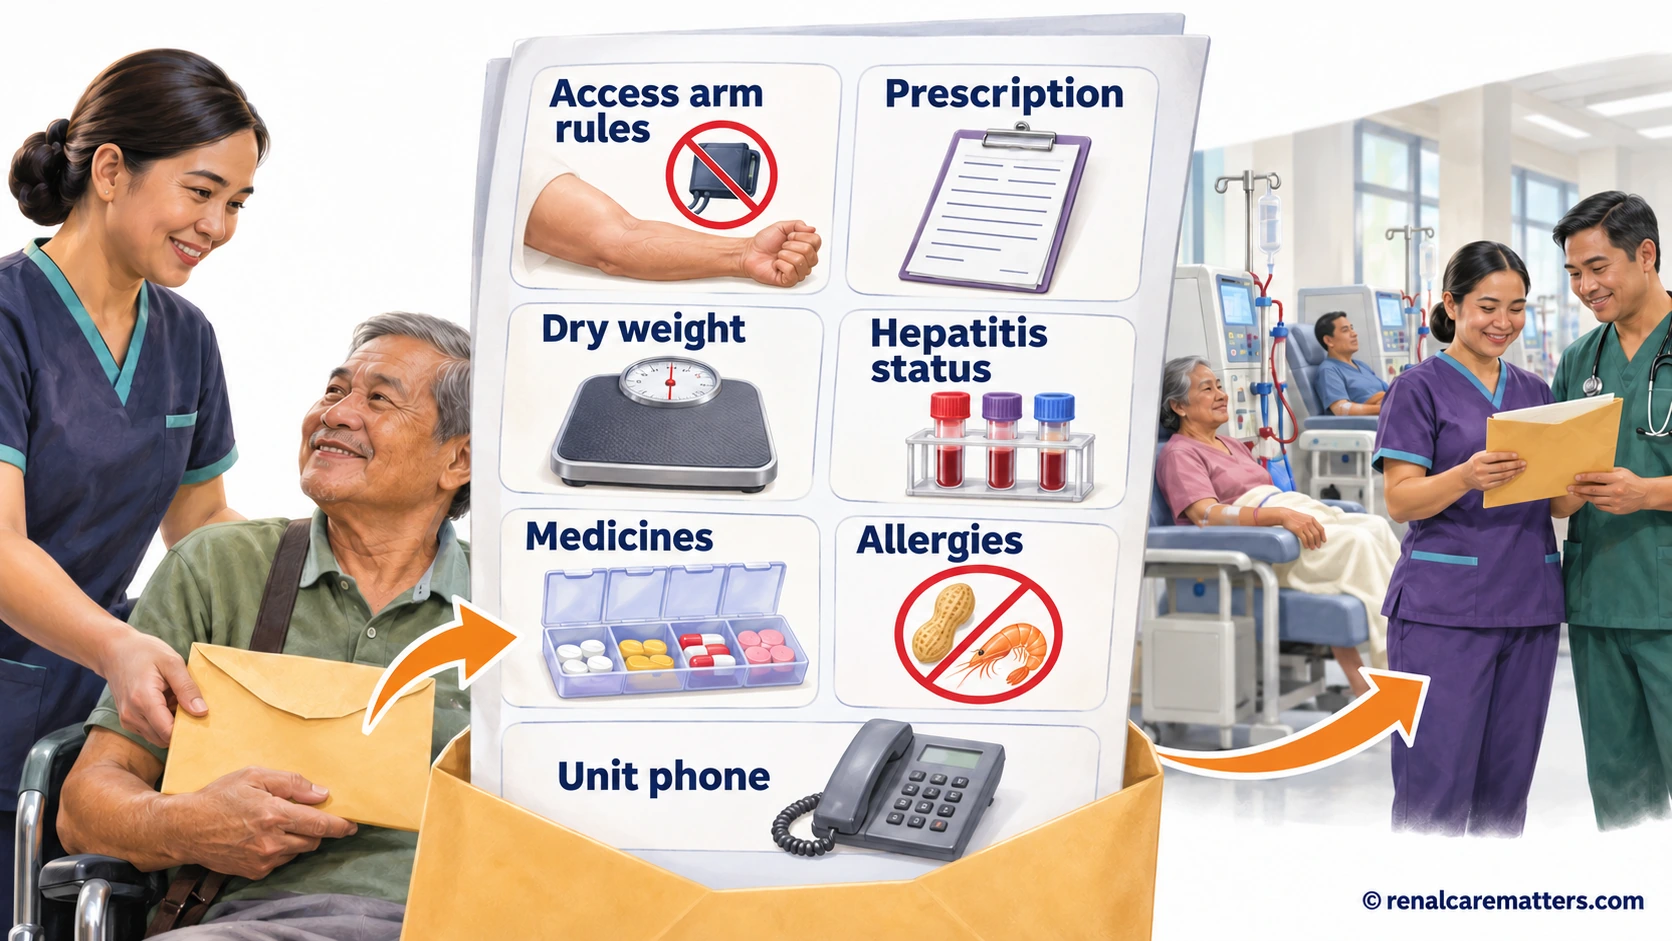 Access arm
rules
Prescription
Dry weight
Hepatitis
status
Medicines
Allergies
Unit phone
© renalcarematters.com